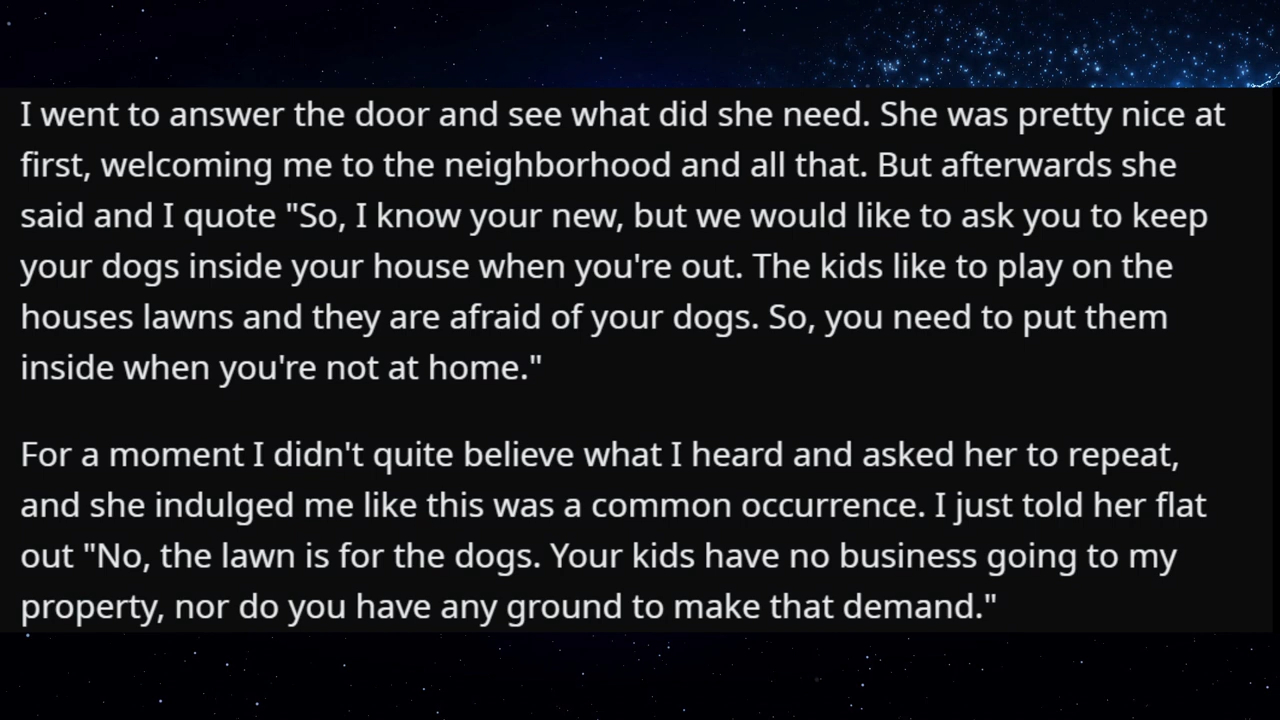 I went to answer the door and see what did she need. She was pretty nice at
first, welcoming me to the neighborhood and all that. But afterwards she
said and I quote "So, I know your new, but we would like to ask you to keep
your dogs inside your house when you're out. The kids like to play on the
houses lawns and they are afraid of your dogs. So, you need to put them
inside when you're not at home."
For a moment I didn't quite believe what I heard and asked her to repeat,
and she indulged me like this was a common occurrence. I just told her flat
out "No, the lawn is for the dogs. Your kids have no business going to my
property, nor do you have any ground to make that demand."